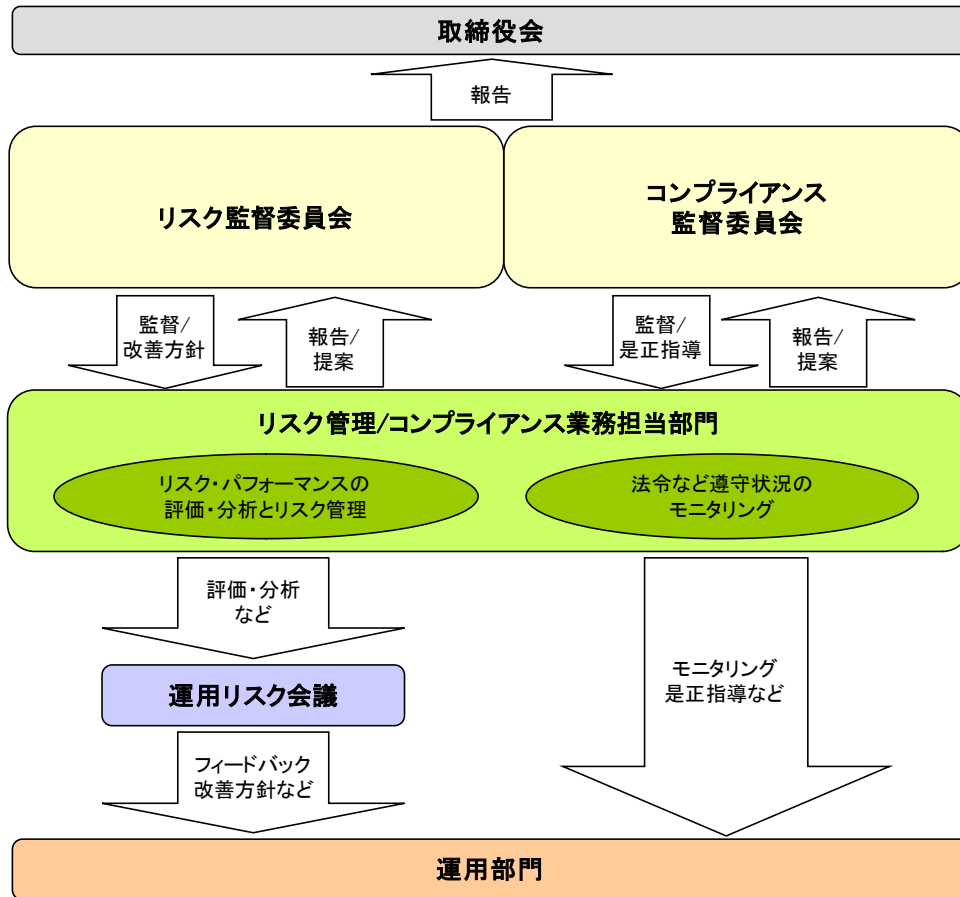 取締役会
報告
リスク監督委員会
コンプライアンス
監督委員会
監督/
改善方針
報告/
提案
監督/
是正指導
報告/
提案
リスク管理/コンプライアンス業務担当部門
リスク・パフォーマンスの
評価・分析とリスク管理
法令など遵守状況の
モニタリング
評価・分析
など
運用リスク会議
フィードバック
改善方針など
モニタリング
是正指導など
運用部門